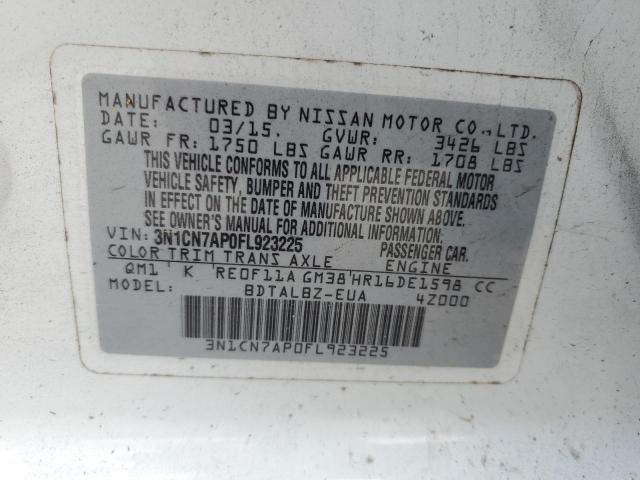 MANUFACTURED BY NISSAN MOTOR CO.,LTD.
DATE: 03/15. GVWR: 3426 LBS
GAWR FR: 1750 LBS GAWR RR: 1708 LBS
THIS VEHICLE CONFORMS TO ALL APPLICABLE FEDERAL MOTOR
VEHICLE SAFETY, BUMPER AND THEFT PREVENTION STANDARDS
IN EFFECT ON THE DATE OF MANUFACTURE SHOWN ABOVE.
SEE OWNER'S MANUAL FOR ADDITIONAL INFORMATION.
VIN: 3N1CN7AP0FL923225 PASSENGER CAR.
COLOR TRIM TRANS AXLE ENGINE
QM1 K RE0F11A GM38 HR16DE1598 CC
MODEL: BDTALBZ-EUA 4Z000
3N1CN7AP0FL923225